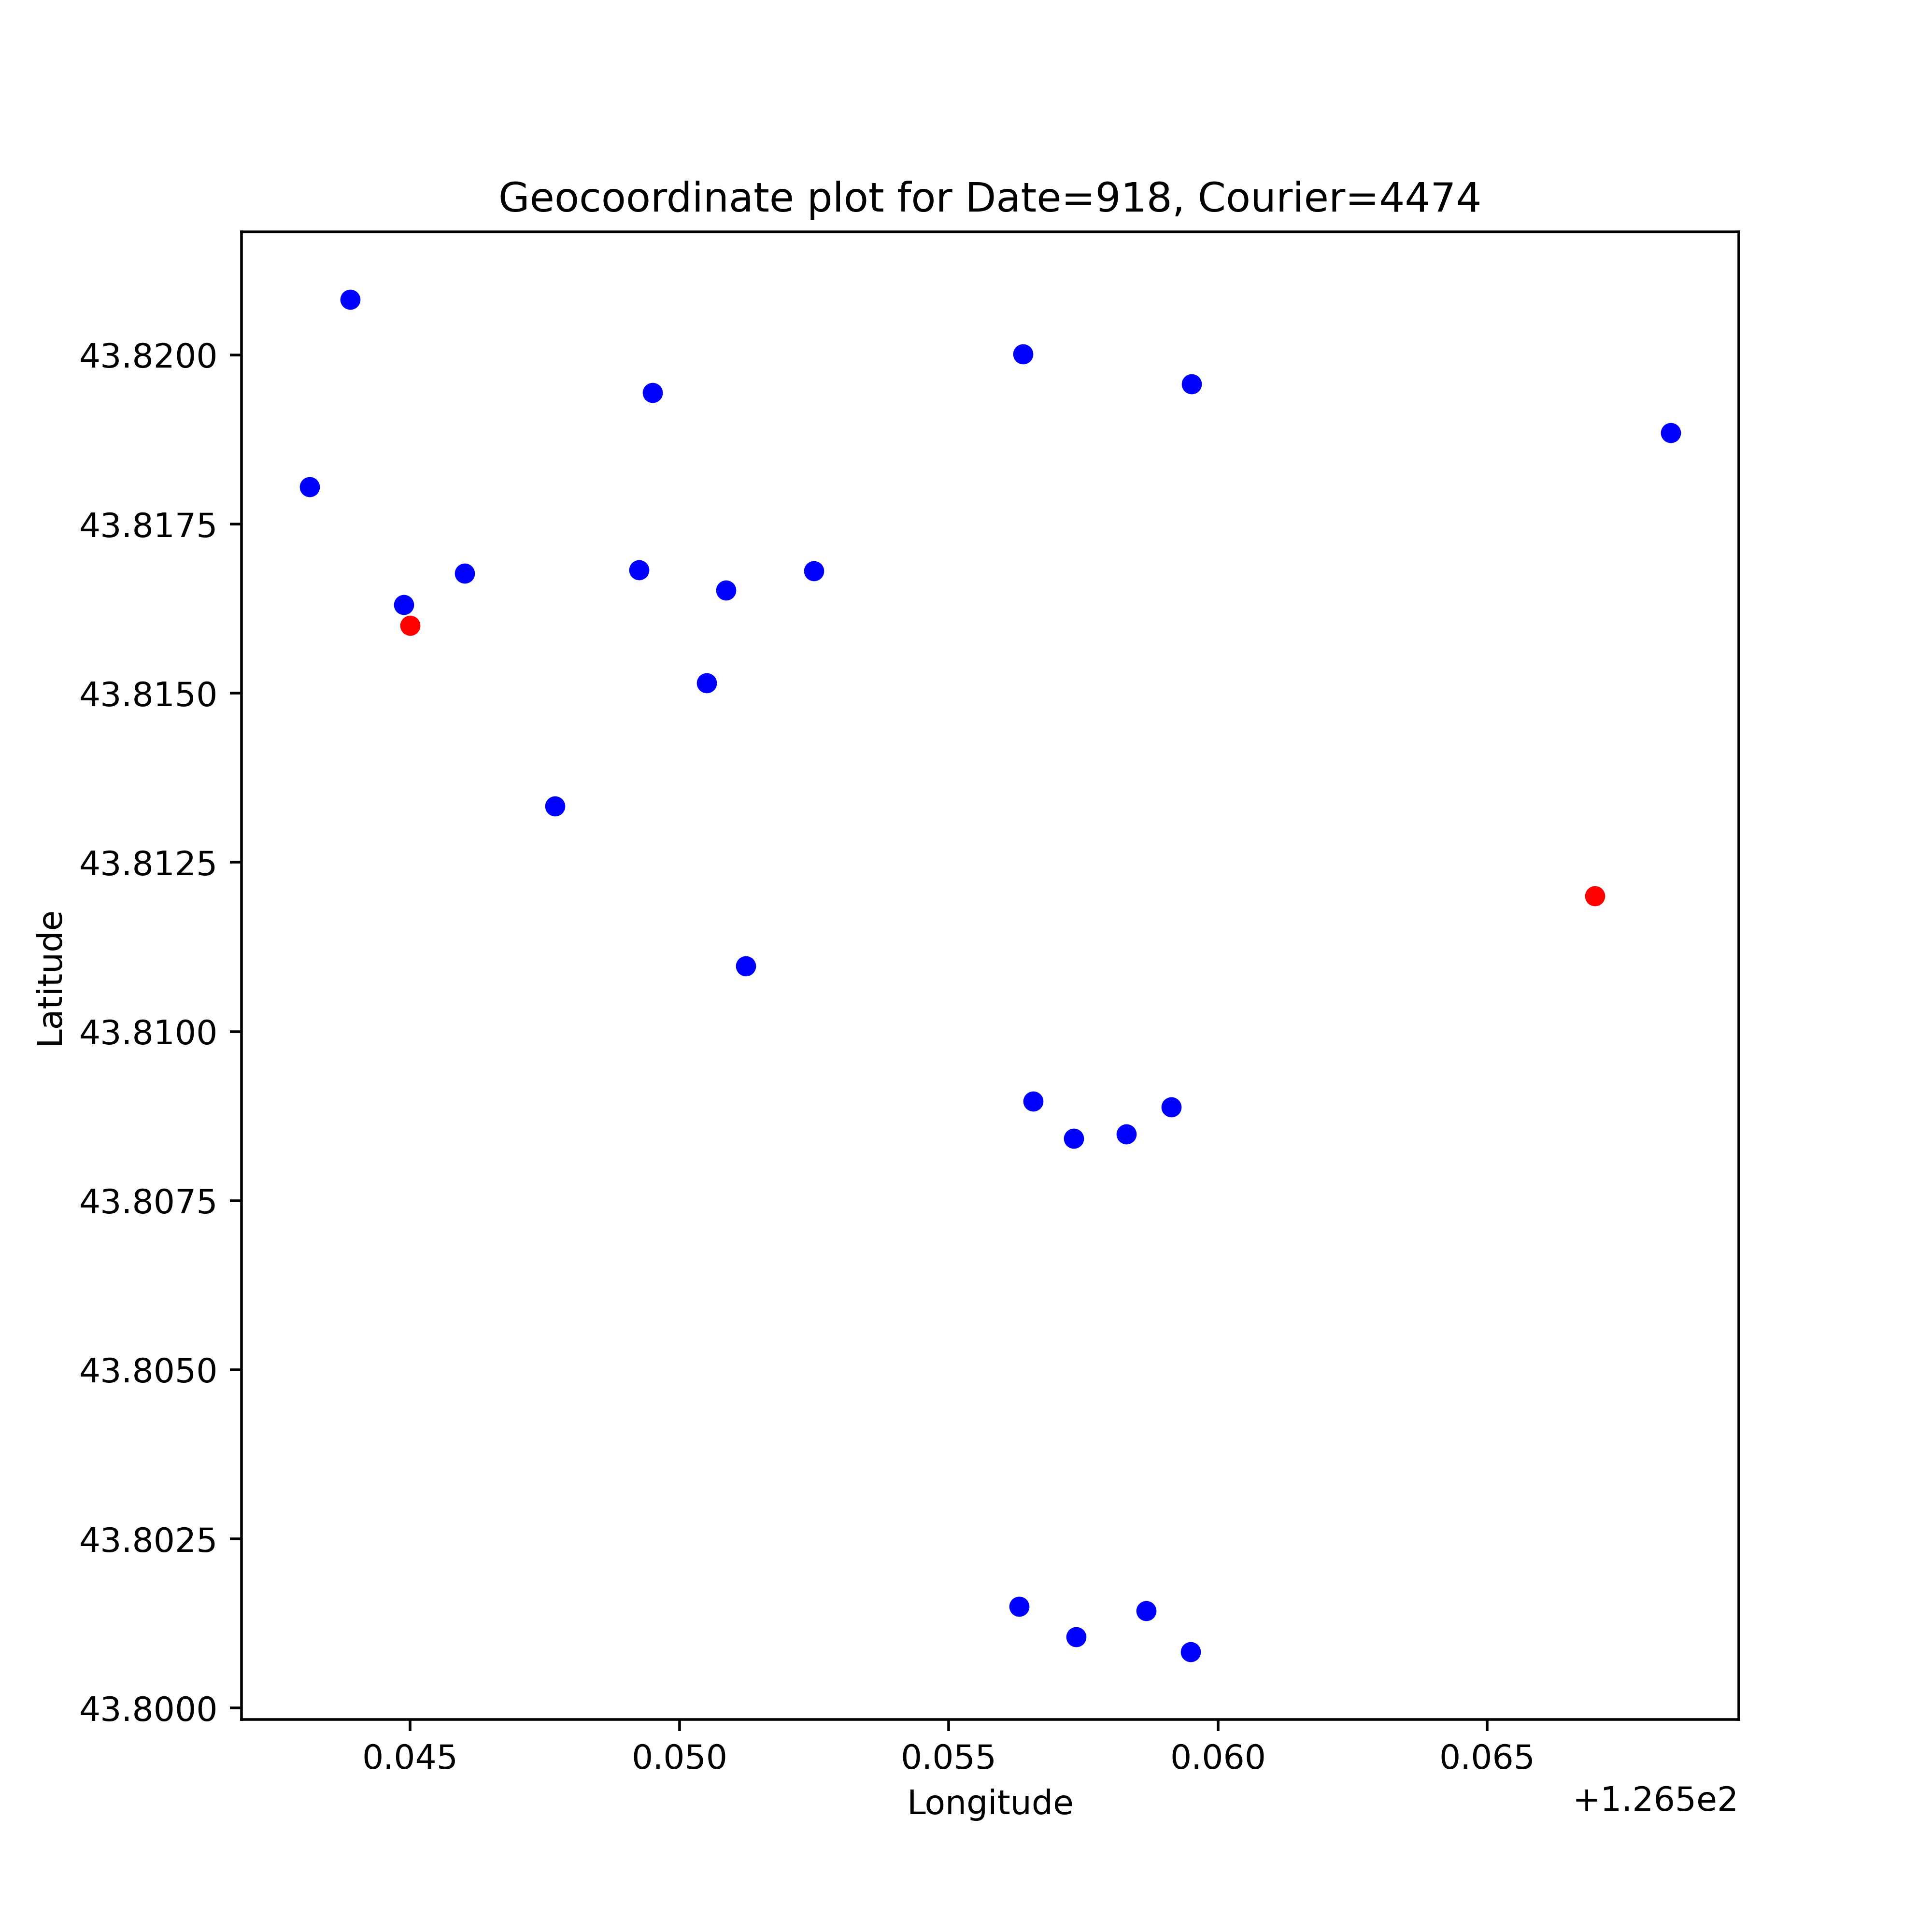 Geocoordinate plot for Date=918, Courier=4474
43.8200
43.8175
43.8150
43.8125
43.8100
43.8075
43.8050
43.8025
43.8000
Latitude
0.045 0.050 0.055 0.060 0.065
Longitude
+1.265e2